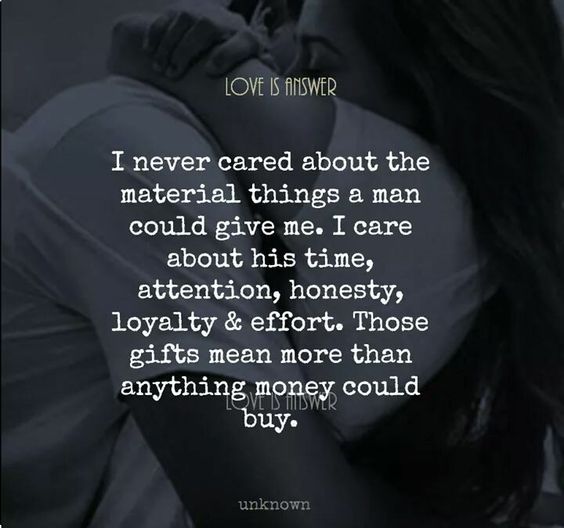 LOVE IS ANSWER
I never cared about the
material things a man
could give me. I care
about his time,
attention, honesty,
loyalty & effort. Those
gifts mean more than
anything money could
LOVE IS ANSWER
buy.
unknown